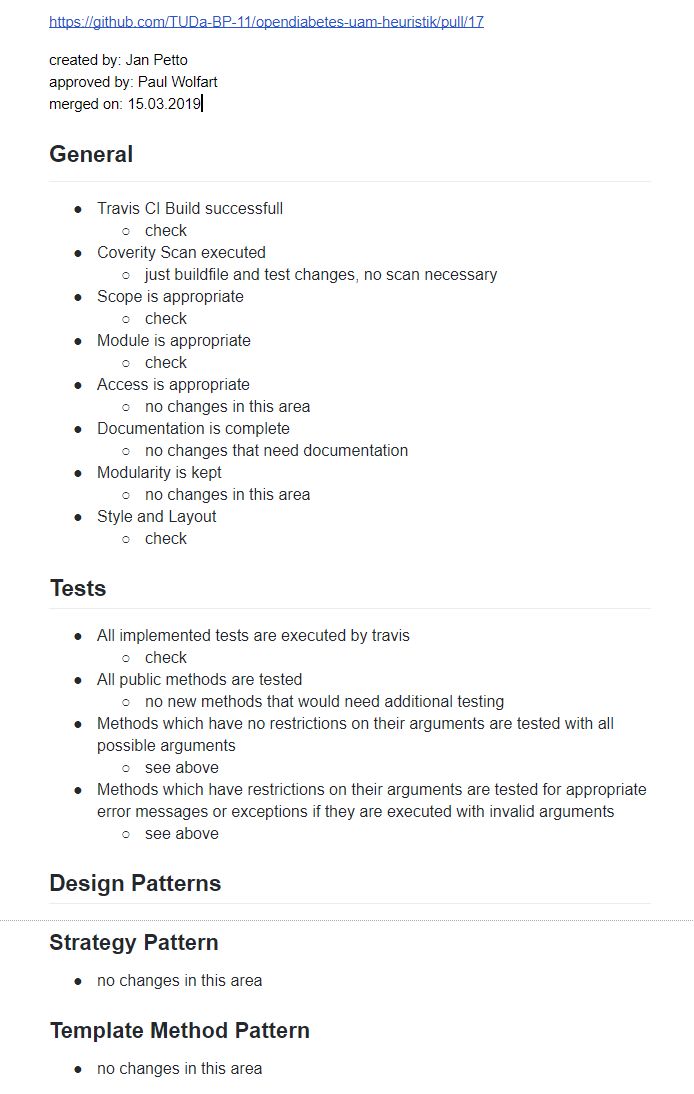 https://github.com/TUDa-BP-11/opendiabetes-uam-heuristik/pull/17
created by: Jan Petto
approved by: Paul Wolfart
merged on: 15.03.2019
General
● Travis CI Build successfull
○ check
● Coverity Scan executed
○ just buildfile and test changes, no scan necessary
● Scope is appropriate
○ check
● Module is appropriate
○ check
● Access is appropriate
○ no changes in this area
● Documentation is complete
○ no changes that need documentation
● Modularity is kept
○ no changes in this area
● Style and Layout
○ check
Tests
● All implemented tests are executed by travis
○ check
● All public methods are tested
○ no new methods that would need additional testing
● Methods which have no restrictions on their arguments are tested with all
possible arguments
○ see above
● Methods which have restrictions on their arguments are tested for appropriate
error messages or exceptions if they are executed with invalid arguments
○ see above
Design Patterns
Strategy Pattern
● no changes in this area
Template Method Pattern
● no changes in this area